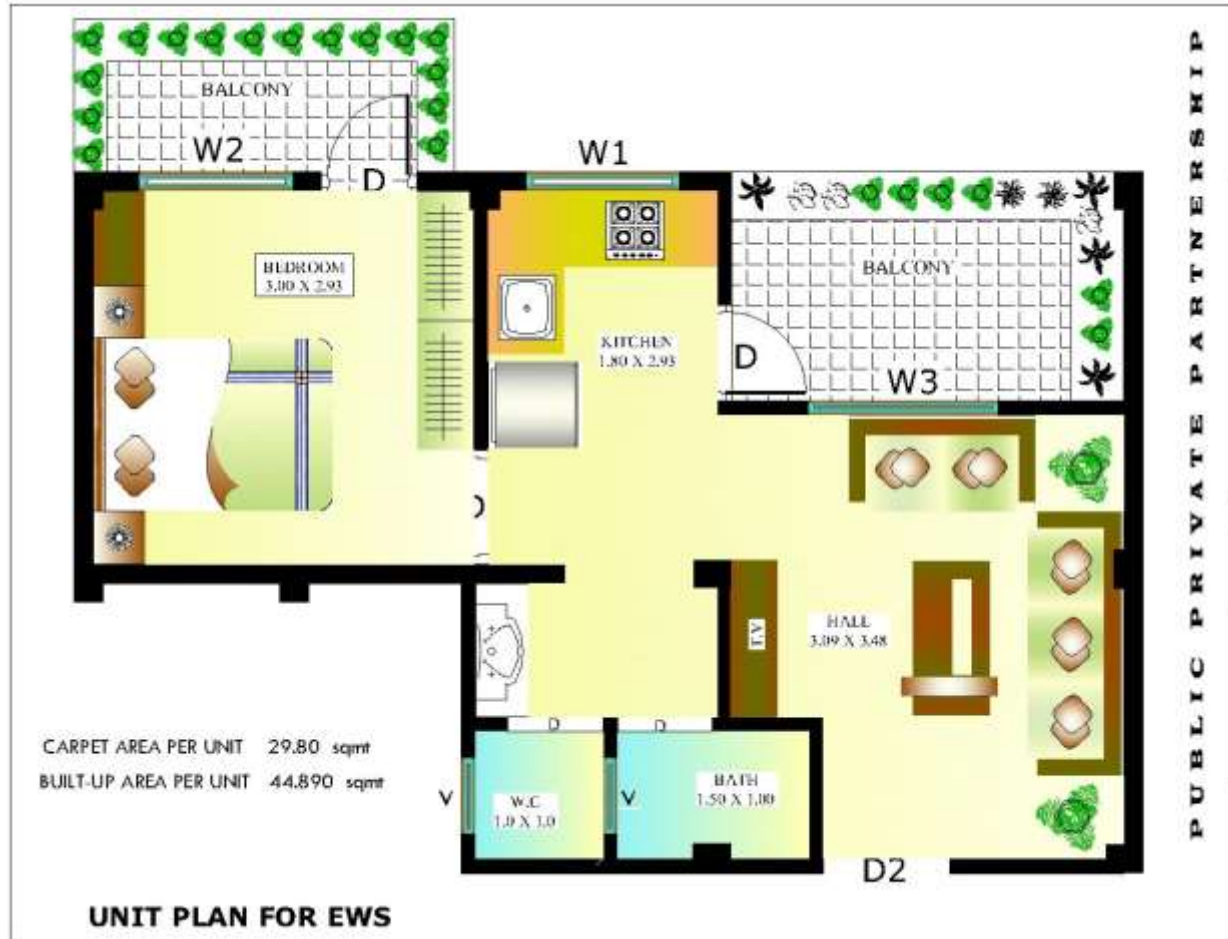 BALCONY
W2
D
W1
BEDROOM
3.00 X 2.93
BALCONY
KITCHEN
1.80 X 2.93
D
W3
D
T.V
HALL
3.09 X 3.48
D
D
CARPET AREA PER UNIT 29.80 sqmt
BUILT-UP AREA PER UNIT 44.890 sqmt
V
W.C
1.0 X 1.0
V
BATH
1.50 X 1.00
D2
UNIT PLAN FOR EWS
PUBLIC PRIVATE PARTNERSHIP